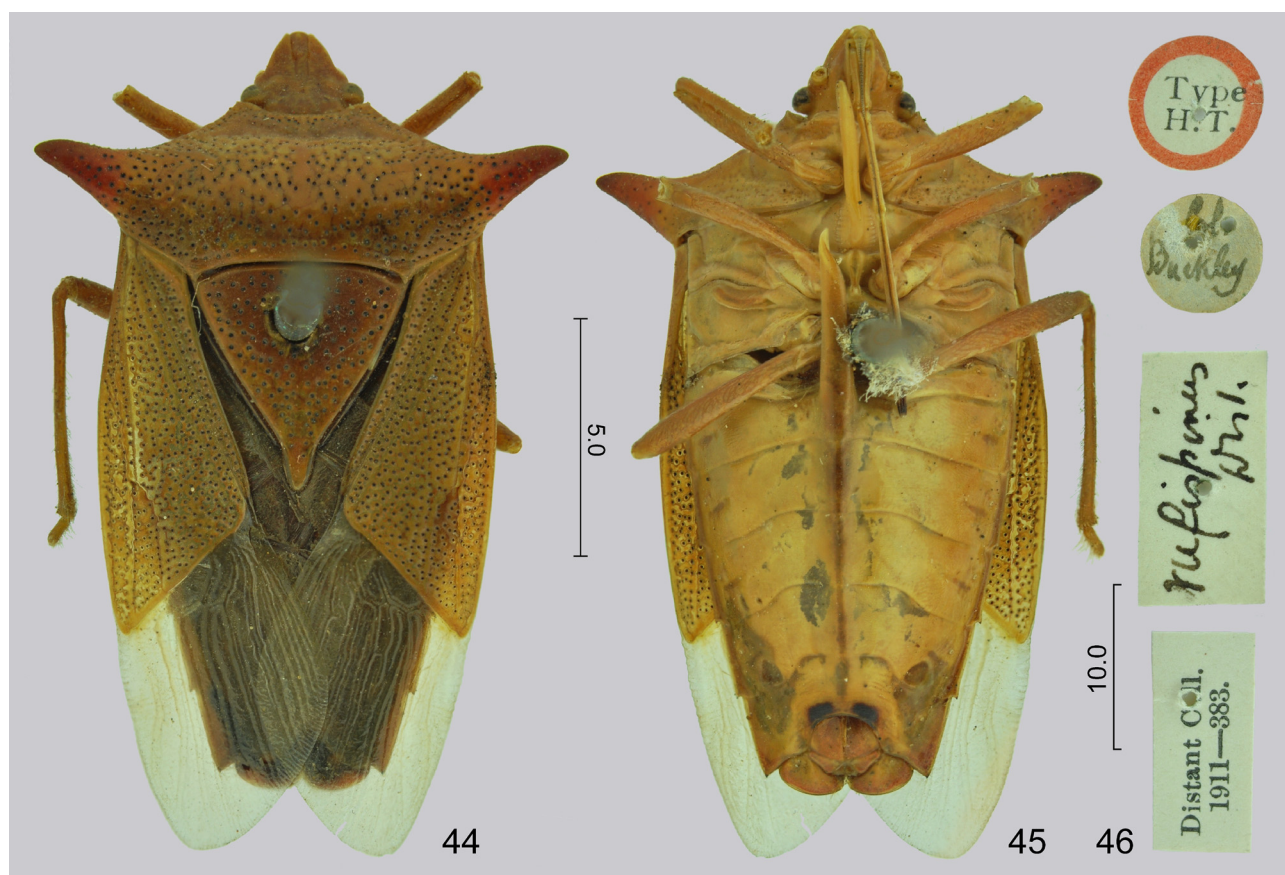 Type
H.T.
Buckley
rufispinus
Dist.
Distant Coll.
1911—383.
5.0
10.0
44
45
46